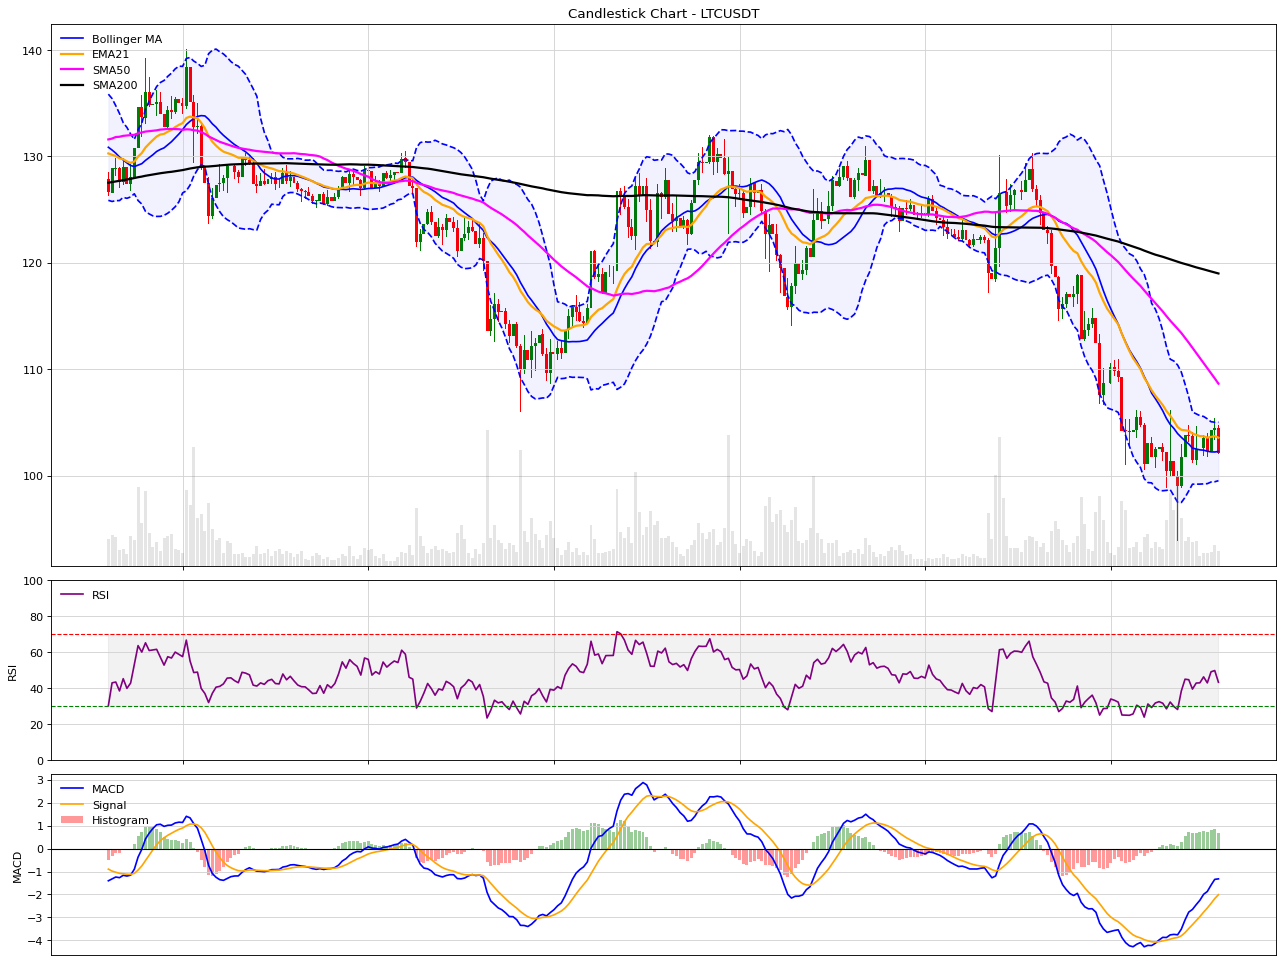 Candlestick Chart - LTCUSDT
Bollinger MA
EMA21
SMA50
SMA200
140
130
120
110
100
RSI
100
80
60
40
20
0
RSI
MACD
Signal
Histogram
3
2
1
0
−1
−2
−3
−4
MACD